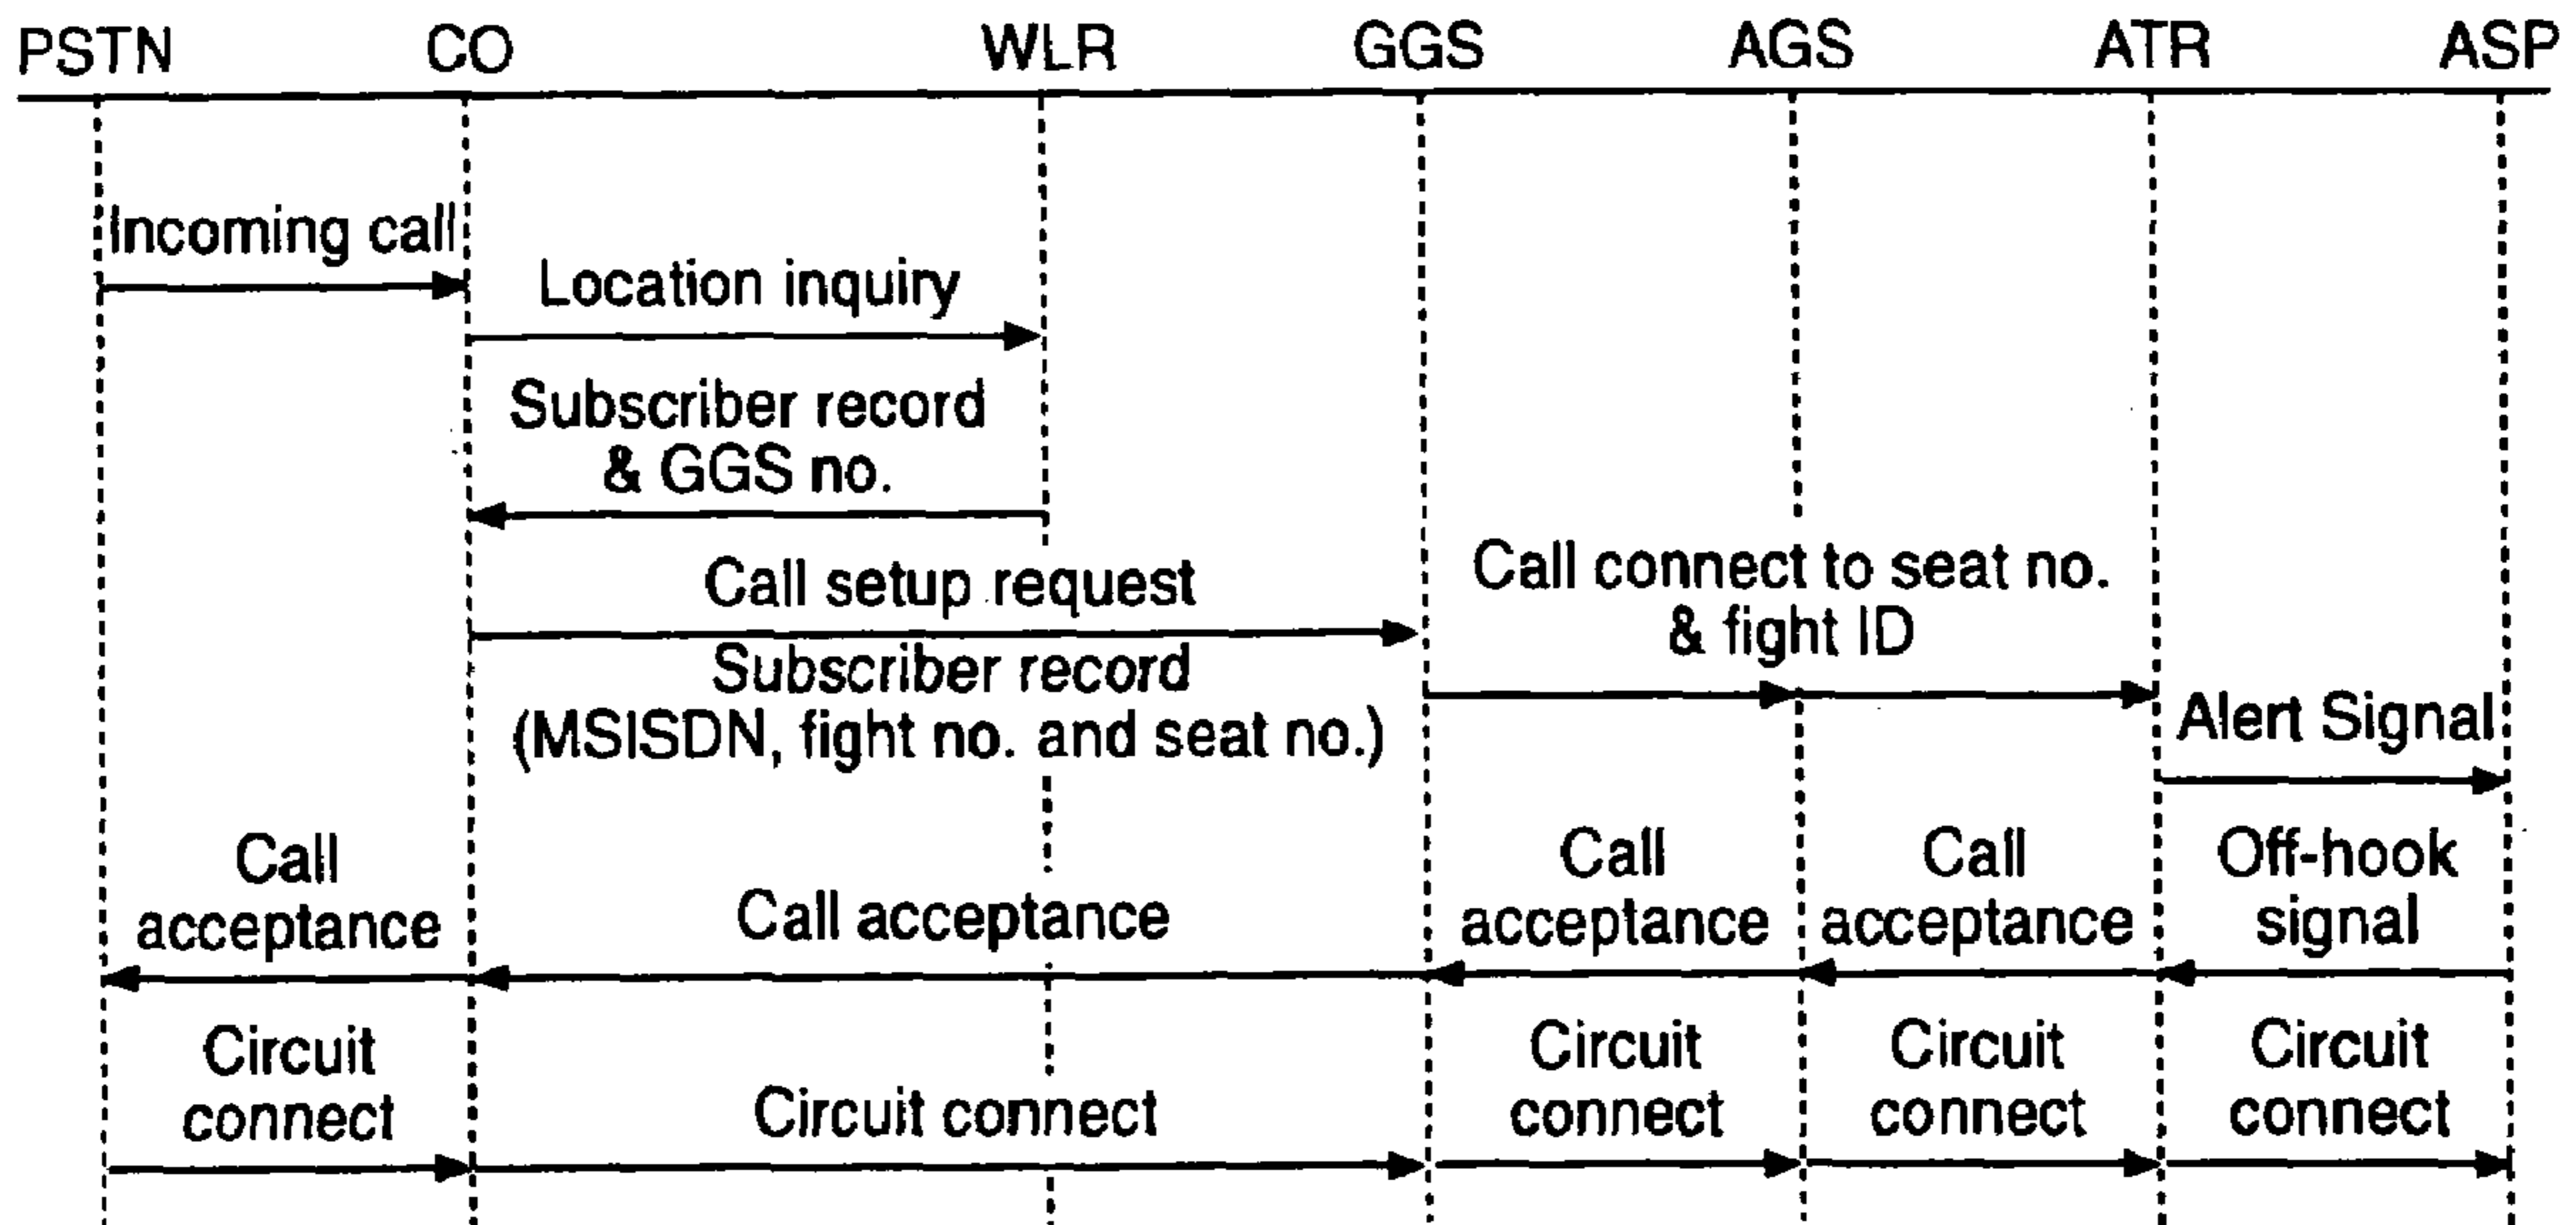 PSTN CO WLR GGS AGS ATR ASP
Incoming call
Location inquiry
Subscriber record
& GGS no.
Call setup request
Subscriber record
(MSISDN, fight no. and seat no.)
Call connect to seat no.
& fight ID
Alert Signal
Call
acceptance
Call acceptance
Call
acceptance
Call
acceptance
Off-hook
signal
Circuit
connect
Circuit connect
Circuit
connect
Circuit
connect
Circuit
connect